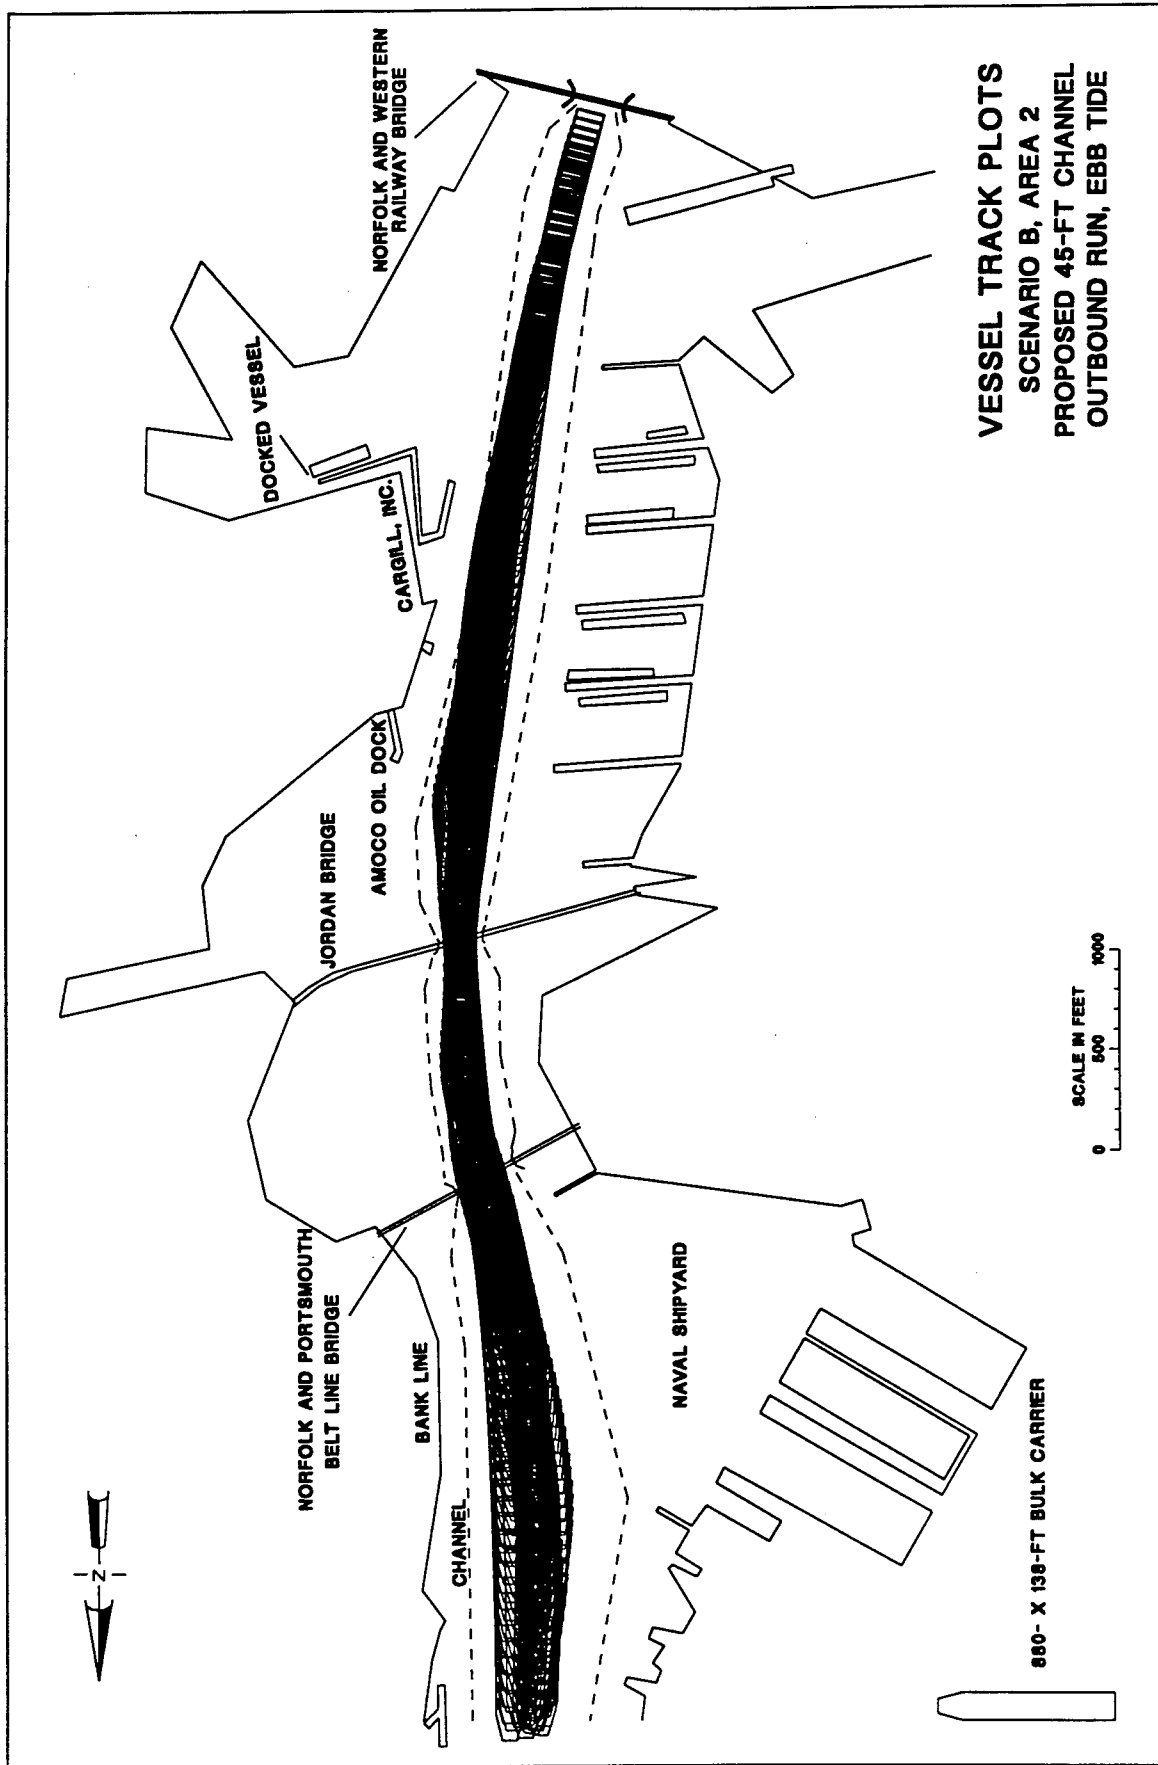 NORFOLK AND WESTERN
RAILWAY BRIDGE
DOCKED VESSEL
CARGILL, INC.
AMOCO OIL DOCK
JORDAN BRIDGE
NORFOLK AND PORTSMOUTH
BELT LINE BRIDGE
BANK LINE
CHANNEL
N
NAVAL SHIPYARD
880- X 138-FT BULK CARRIER
SCALE IN FEET
0 500 1000
VESSEL TRACK PLOTS
SCENARIO B, AREA 2
PROPOSED 45-FT CHANNEL
OUTBOUND RUN, EBB TIDE